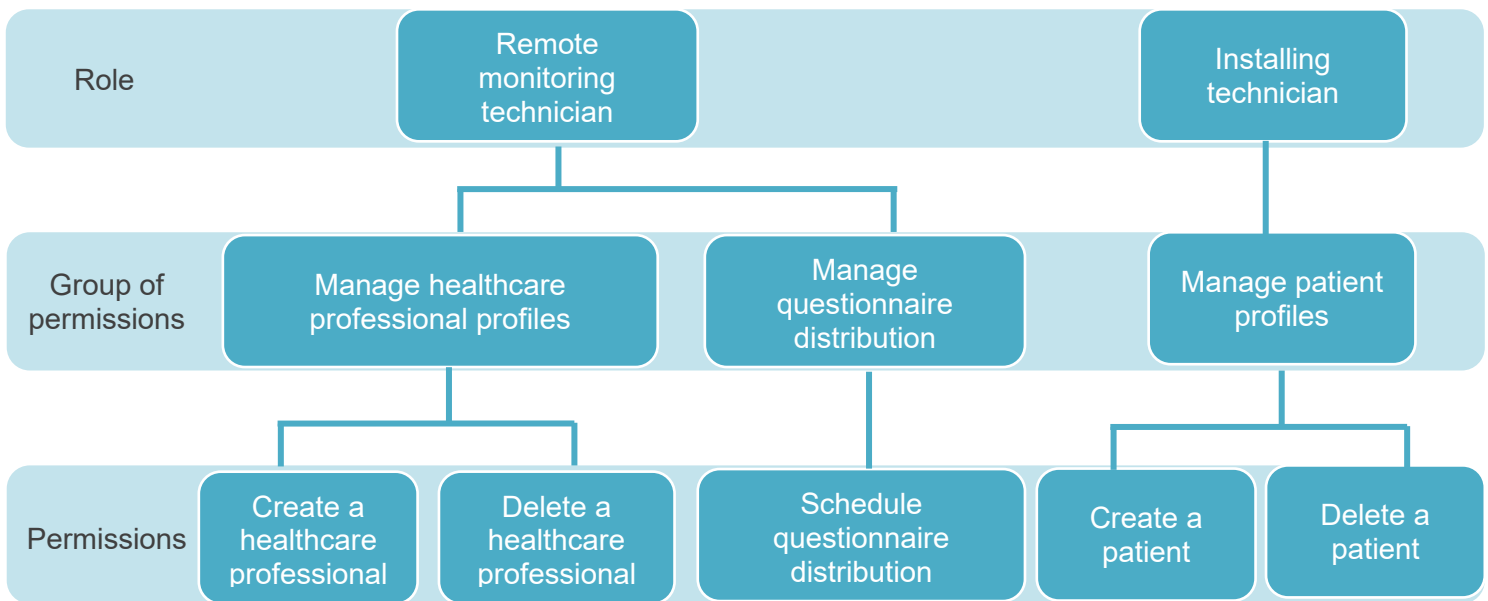 Role
Remote
monitoring
technician
Installing
technician
Group of
permissions
Manage healthcare
professional profiles
Manage
questionnaire
distribution
Manage patient
profiles
Permissions
Create a
healthcare
professional
Delete a
healthcare
professional
Schedule
questionnaire
distribution
Create a
patient
Delete a
patient